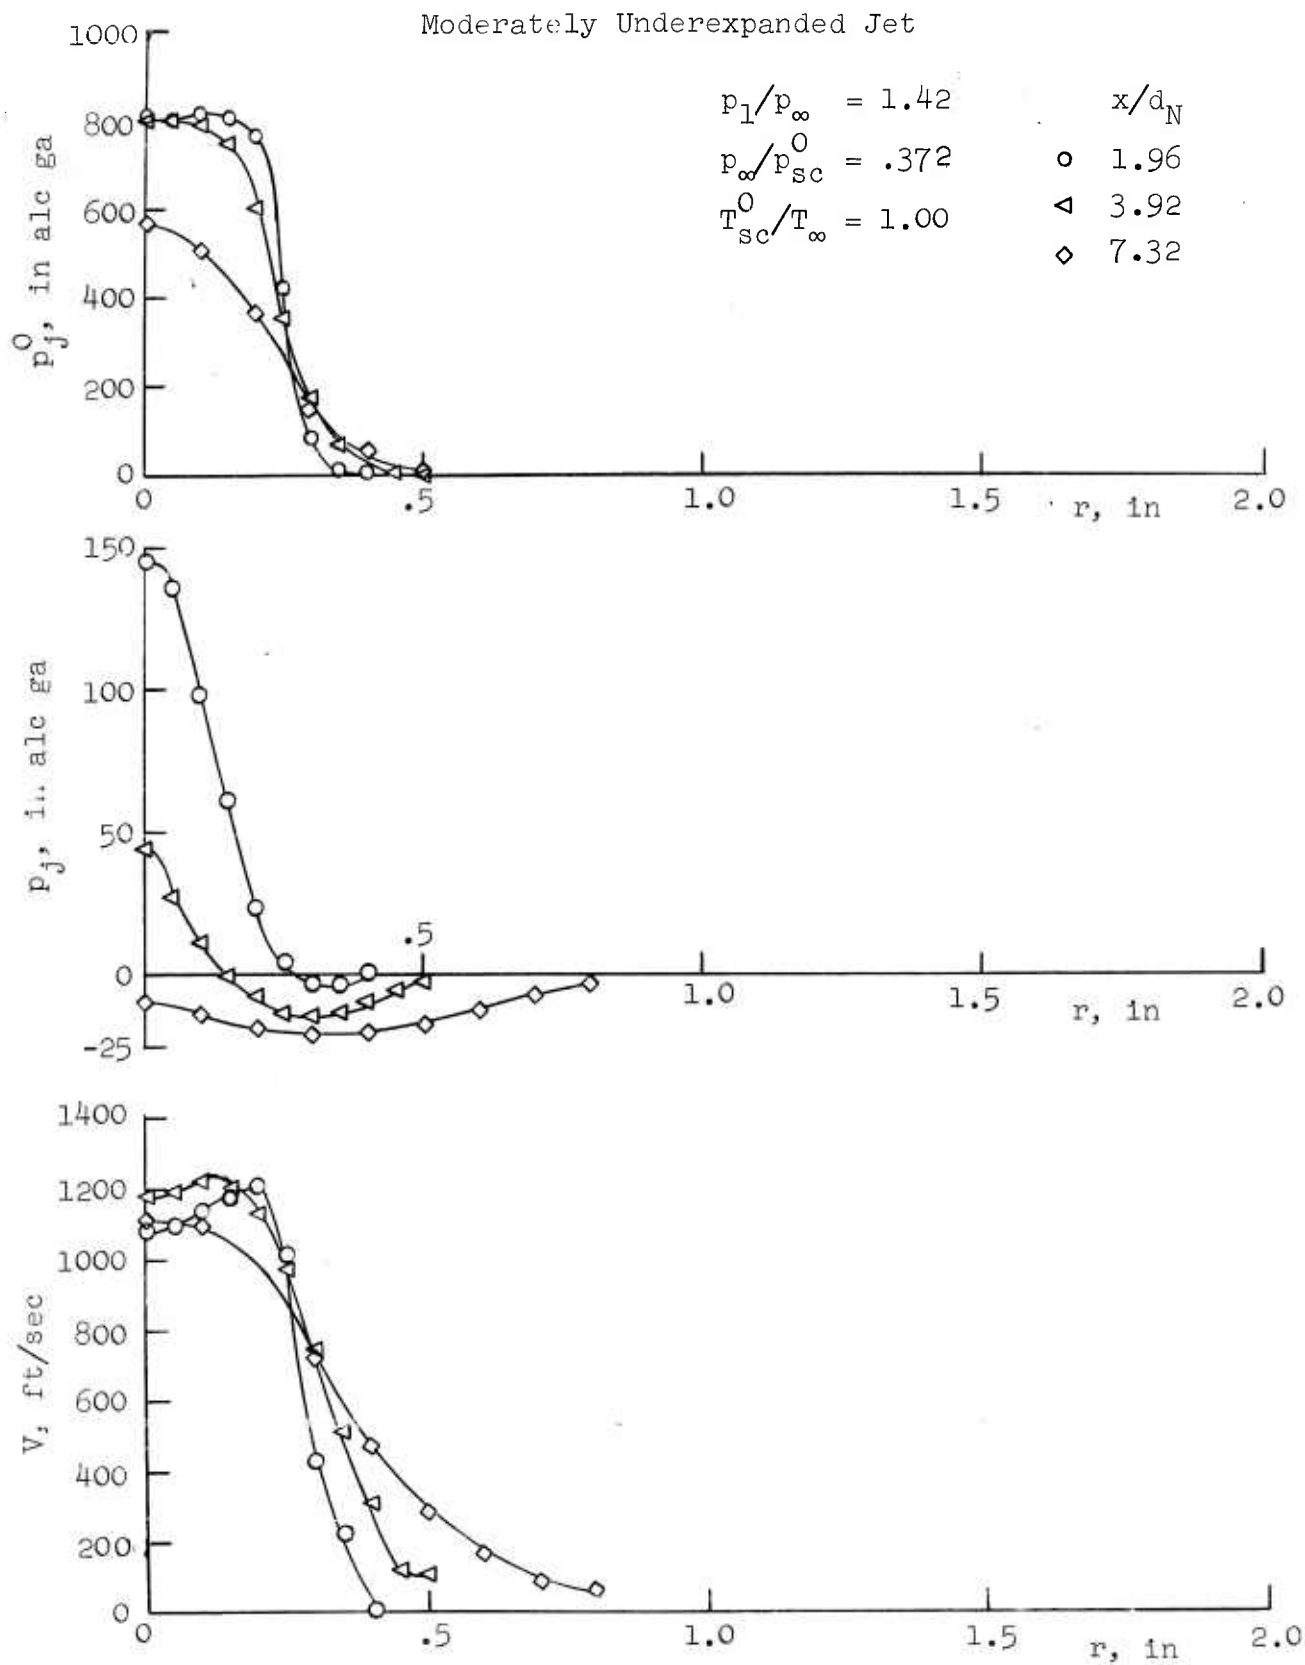 Moderately Underexpanded Jet
p₁/p∞ = 1.42
p∞/p⁰sc = .372
T⁰sc/T∞ = 1.00
x/dN
○ 1.96
◁ 3.92
◇ 7.32
p⁰j, in alc ga
1000
800
600
400
200
0
0 .5 1.0 1.5 r, in 2.0
pj, in alc ga
150
100
50
0
-25
.5 1.0 1.5 r, in 2.0
V, ft/sec
1400
1200
1000
800
600
400
200
0
0 .5 1.0 1.5 r, in 2.0